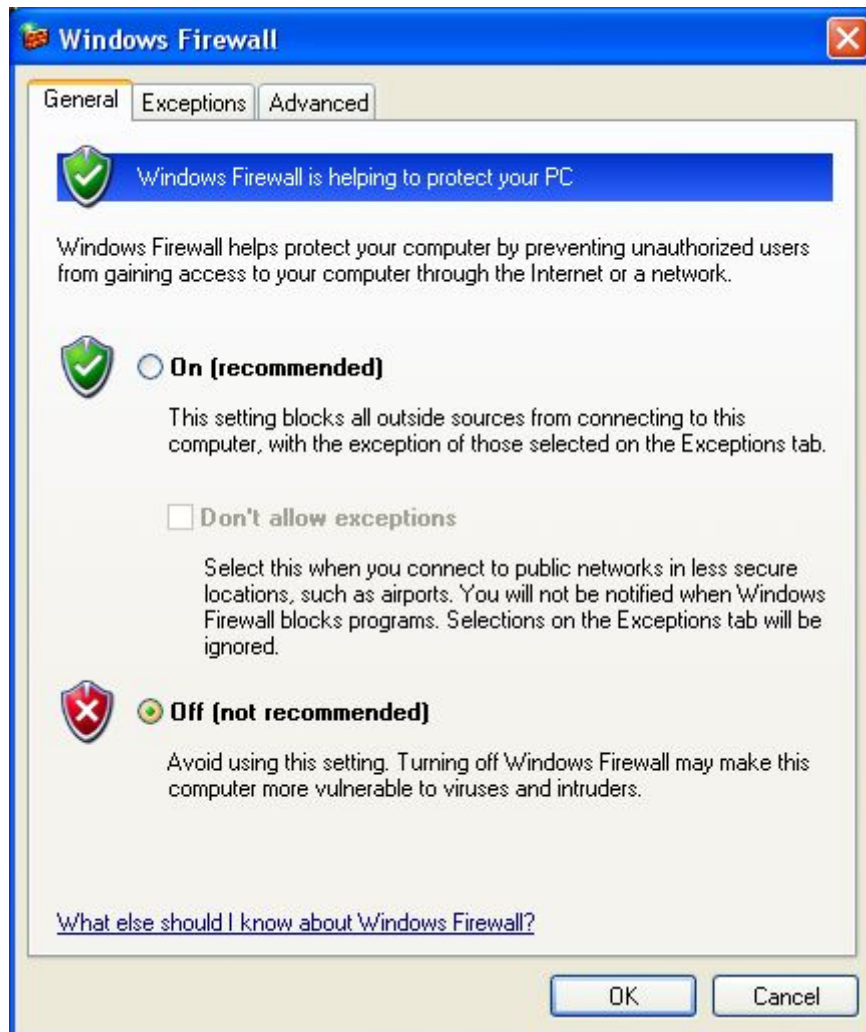 Windows Firewall
General Exceptions Advanced
Windows Firewall is helping to protect your PC
Windows Firewall helps protect your computer by preventing unauthorized users
from gaining access to your computer through the Internet or a network.
On (recommended)
This setting blocks all outside sources from connecting to this
computer, with the exception of those selected on the Exceptions tab.
Don't allow exceptions
Select this when you connect to public networks in less secure
locations, such as airports. You will not be notified when Windows
Firewall blocks programs. Selections on the Exceptions tab will be
ignored.
Off (not recommended)
Avoid using this setting. Turning off Windows Firewall may make this
computer more vulnerable to viruses and intruders.
What else should I know about Windows Firewall?
OK Cancel